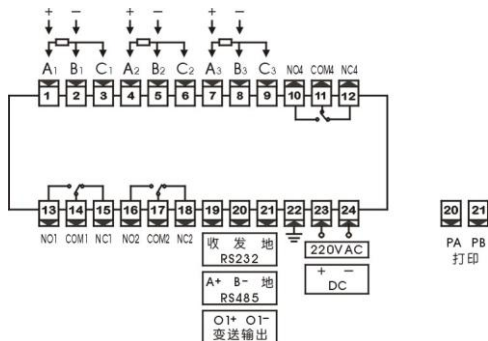 + − + − + −
A1 B1 C1 A2 B2 C2 A3 B3 C3 NO4 COM4 NC4
1 2 3 4 5 6 7 8 9 10 11 12
13 14 15 16 17 18 19 20 21 22 23 24 20 21
NO1 COM1 NC1 NO2 COM2 NC2 PA PB
打印
收 发 地
RS232
220VAC
A+ B- 地
RS485
+ −
DC
O1+ O1-
变送输出